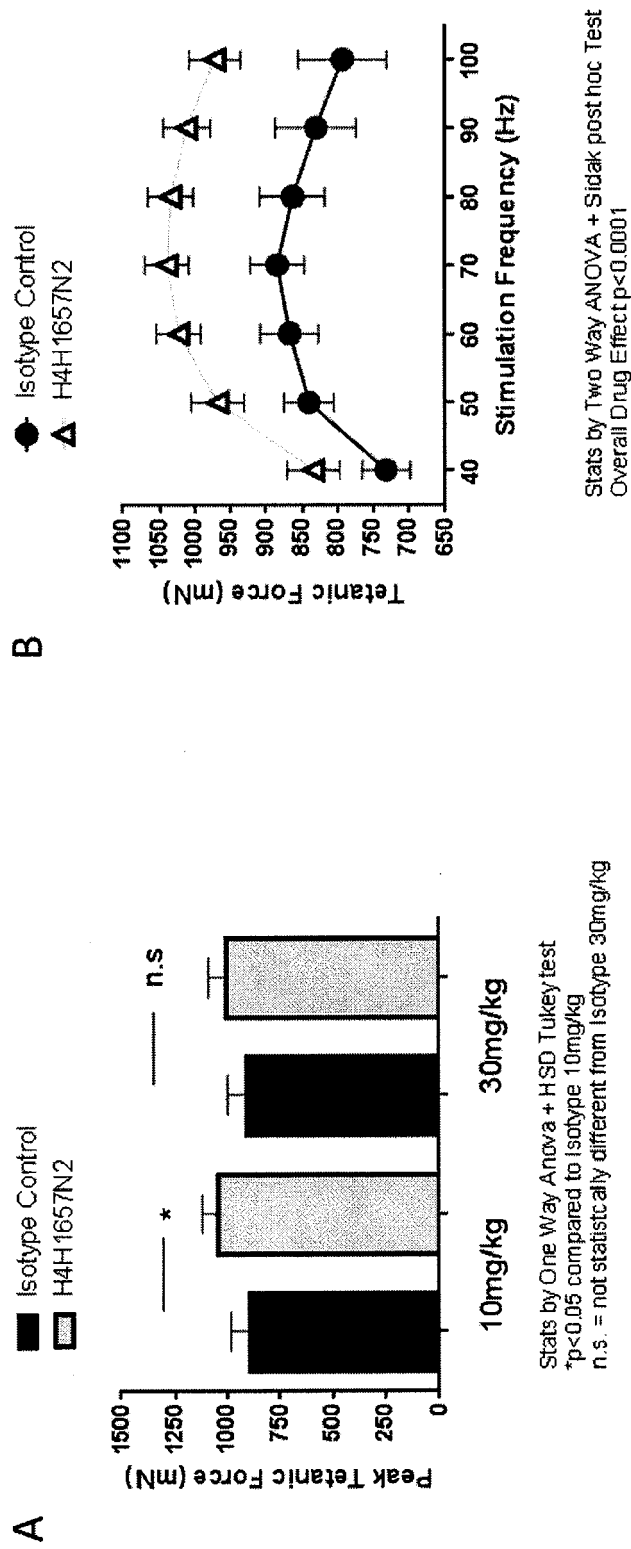 A
Isotype Control
H4H1657N2
Peak Tetanic Force (mN)
1500
1250
1000
750
500
250
0
*
n.s
10mg/kg
30mg/kg
Stats by One Way Anova + HSD Tukey test
*p<0.05 compared to Isotype 10mg/kg
n.s. = not statistically different from Isotype 30mg/kg
B
Isotype Control
H4H1657N2
Tetanic Force (mN)
1100
1050
1000
950
900
850
800
750
700
650
40 50 60 70 80 90 100
Stimulation Frequency (Hz)
Stats by Two Way ANOVA + Sidak post hoc Test
Overall Drug Effect p<0.0001